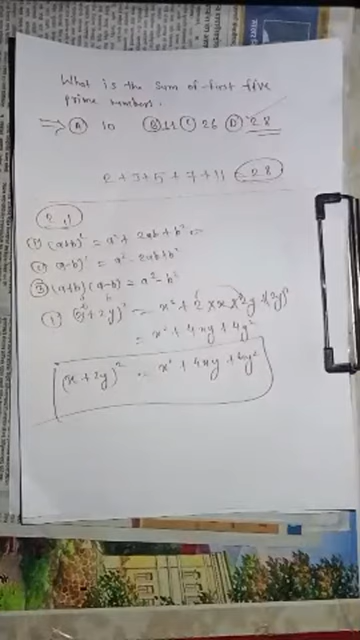 What is the sum of first five
prime numbers.
⇒ (A) 10 (B) 11 (C) 26 (D) 28
2+3+5+7+11 = 28
2.1
1) (a+b)² = a² + 2ab + b² =
2) (a-b)² = a² - 2ab + b²
3) (a+b) (a-b) = a² - b²
a b
1) (x+2y)² = x² + 2 × x × 2y + (2y)²
= x² + 4xy + 4y²
(x+2y)² = x² + 4xy + 4y²